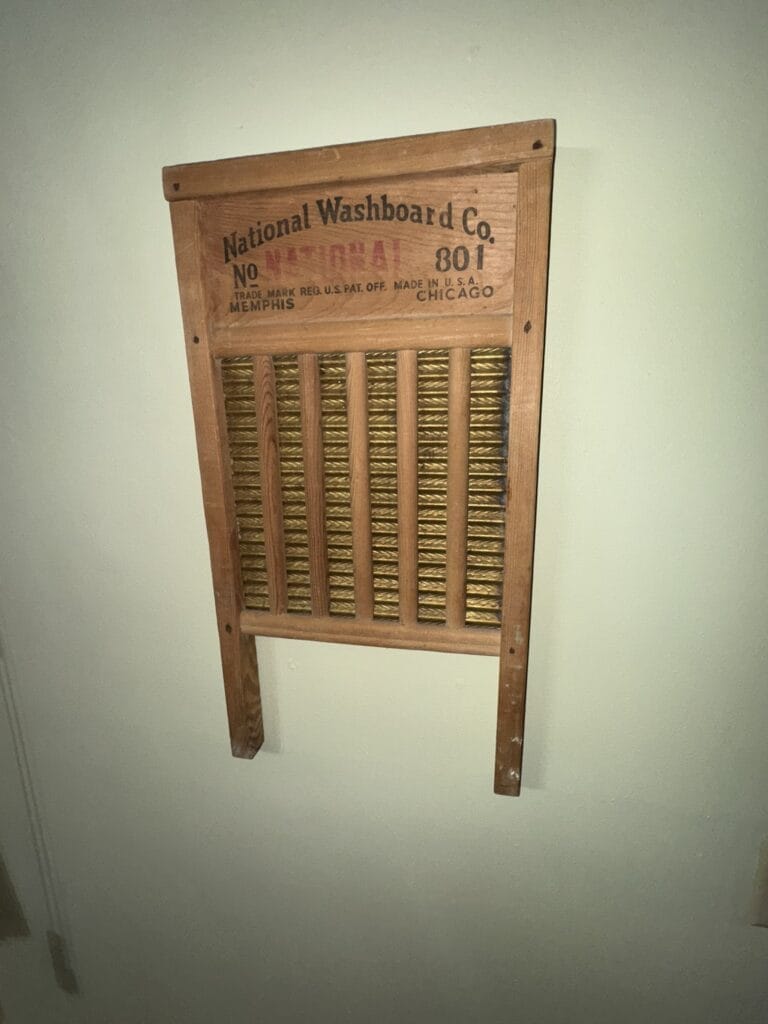 National Washboard Co.
No NATIONAL 801
TRADE MARK REG. U.S. PAT. OFF. MADE IN U.S.A.
MEMPHIS CHICAGO